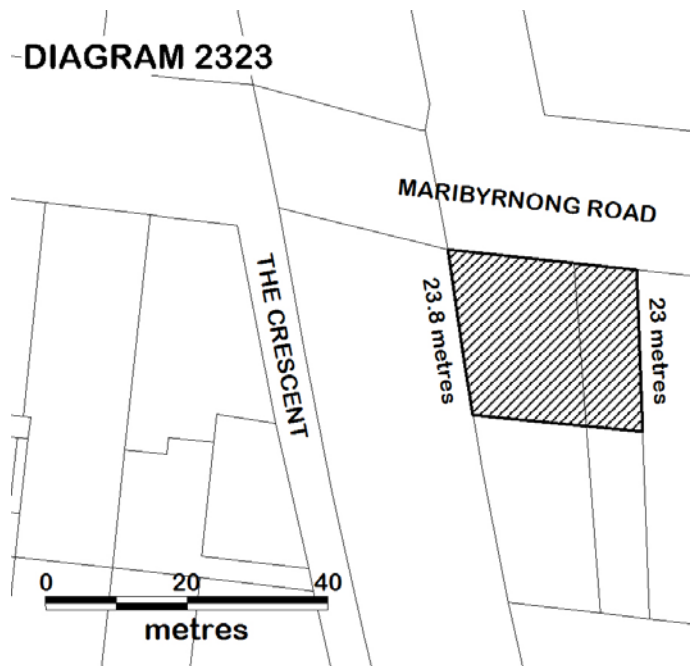 DIAGRAM 2323
MARIBYRNONG ROAD
THE CRESCENT
23.8 metres
23 metres
0 20 40
metres